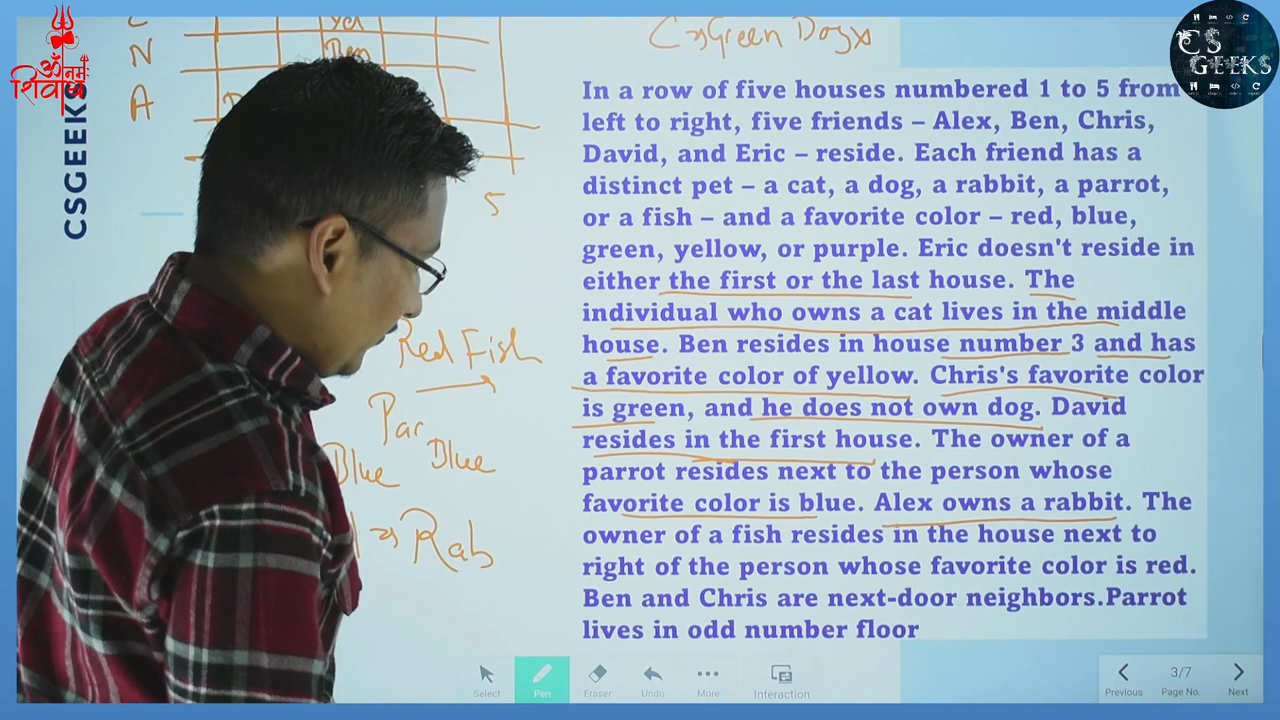 ॐ नमः
शिवाय
CSGEEKS
CS
GEEKS
N
A
Yel
Ben
5
C → Green Dog x
In a row of five houses numbered 1 to 5 from
left to right, five friends – Alex, Ben, Chris,
David, and Eric – reside. Each friend has a
distinct pet – a cat, a dog, a rabbit, a parrot,
or a fish – and a favorite color – red, blue,
green, yellow, or purple. Eric doesn't reside in
either the first or the last house. The
individual who owns a cat lives in the middle
house. Ben resides in house number 3 and has
a favorite color of yellow. Chris's favorite color
is green, and he does not own dog. David
resides in the first house. The owner of a
parrot resides next to the person whose
favorite color is blue. Alex owns a rabbit. The
owner of a fish resides in the house next to
right of the person whose favorite color is red.
Ben and Chris are next-door neighbors.Parrot
lives in odd number floor
Red Fish
Par
Blue Blue
→ Rab
Select Pen Eraser Undo More Interaction
Previous 3/7 Page No. Next